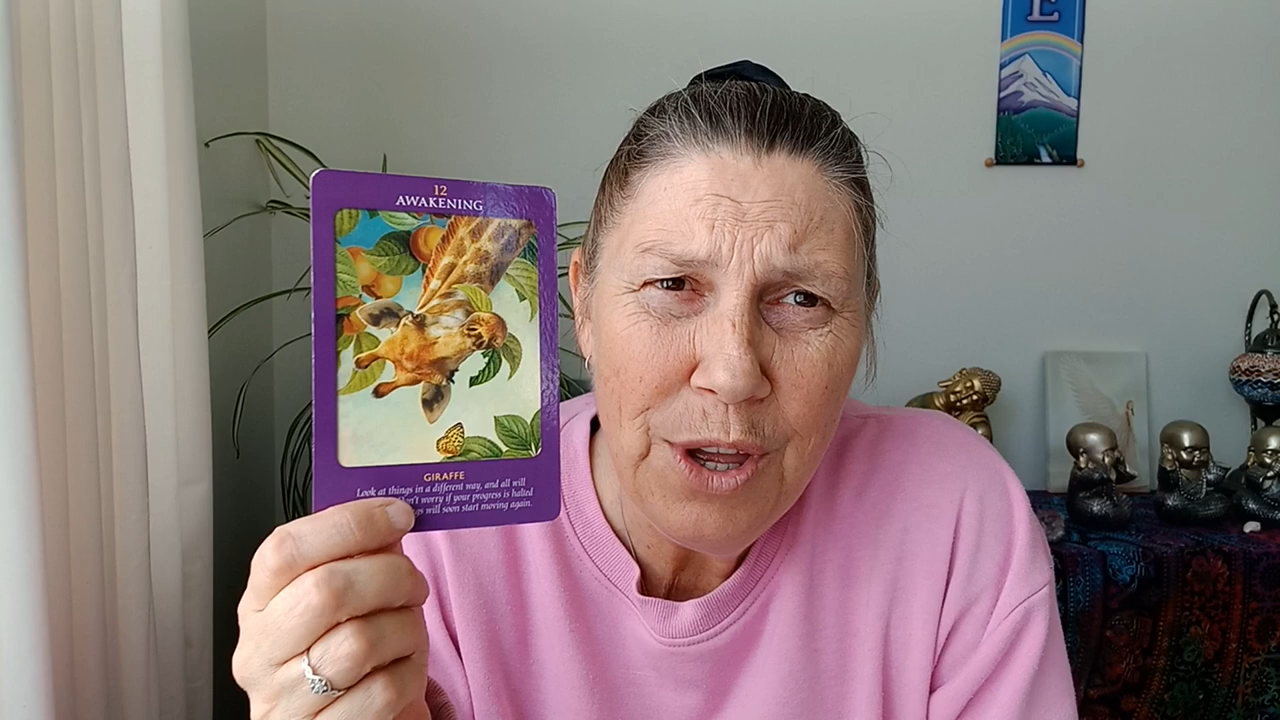 E
12
AWAKENING
GIRAFFE
Look at things in a different way, and all will
don't worry if your progress is halted
will soon start moving again.